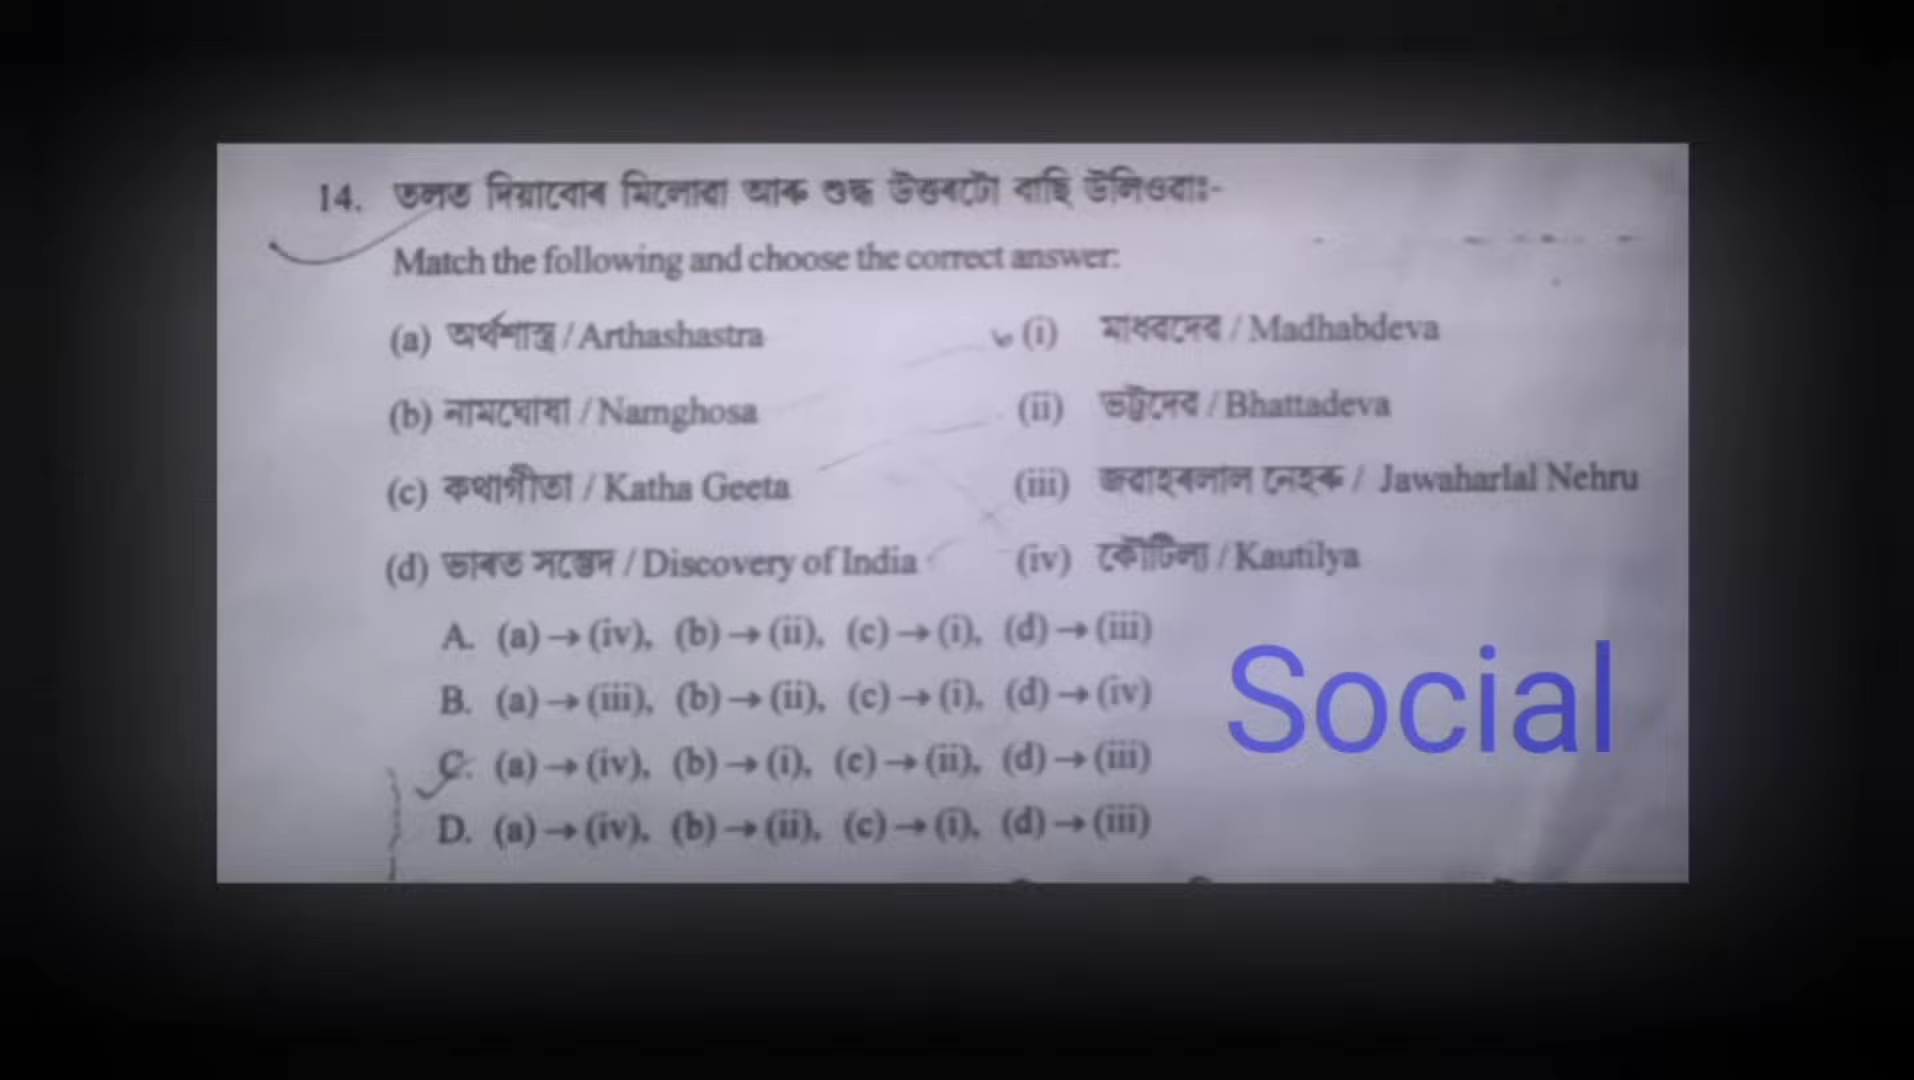 14. তলত দিয়াবোৰ মিলোৱা আৰু শুদ্ধ উত্তৰটো বাছি উলিওৱাঃ-
Match the following and choose the correct answer:
(a) অৰ্থশাস্ত্ৰ / Arthashastra (i) মাধৱদেৱ / Madhabdeva
(b) নামঘোষা / Namghosa (ii) ভট্টদেৱ / Bhattadeva
(c) কথাগীতা / Katha Geeta (iii) জৱাহৰলাল নেহৰু / Jawaharlal Nehru
(d) ভাৰত সম্ভেদ / Discovery of India (iv) কৌটিল্য / Kautilya
A. (a)→(iv), (b)→(ii), (c)→(i), (d)→(iii)
B. (a)→(iii), (b)→(ii), (c)→(i), (d)→(iv)
C. (a)→(iv), (b)→(i), (c)→(ii), (d)→(iii)
D. (a)→(iv), (b)→(ii), (c)→(i), (d)→(iii)
Social